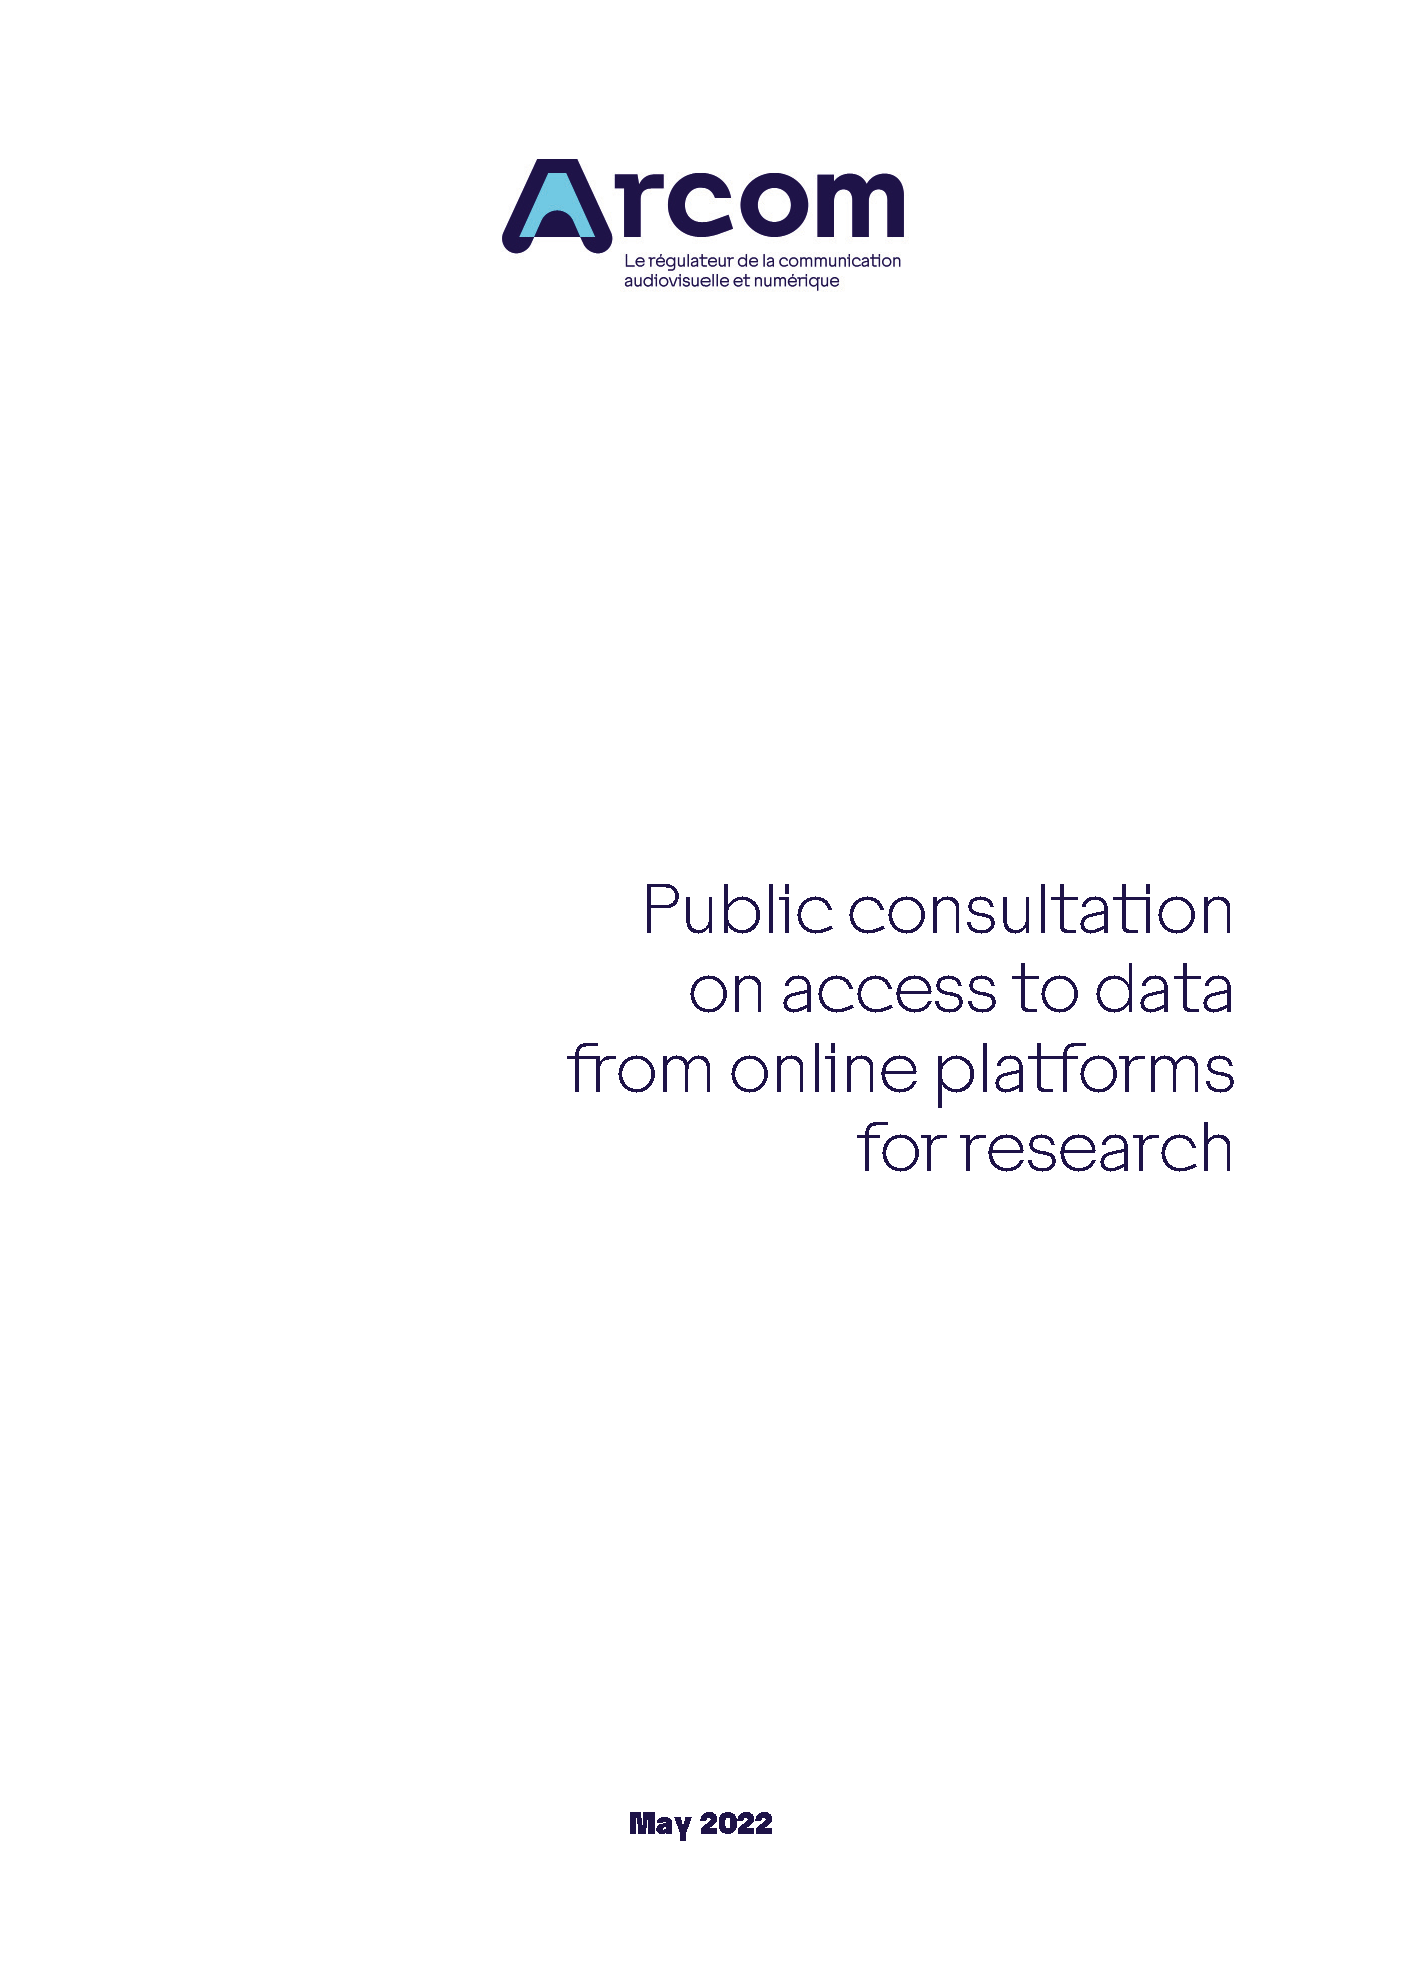 Arcom
Le régulateur de la communication
audiovisuelle et numérique
Public consultation
on access to data
from online platforms
for research
May 2022